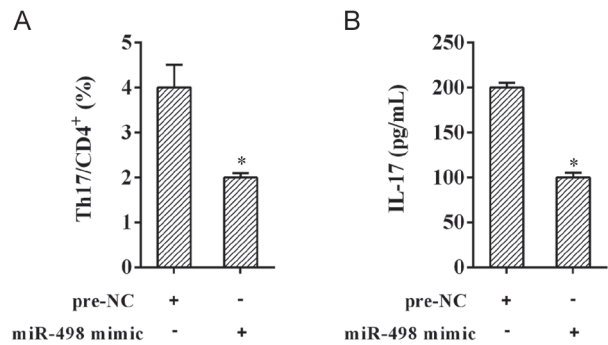 A
Th17/CD4⁺ (%)
5
4
3
2
1
0
*
pre-NC + -
miR-498 mimic - +
B
IL-17 (pg/mL)
250
200
150
100
50
0
*
pre-NC + -
miR-498 mimic - +